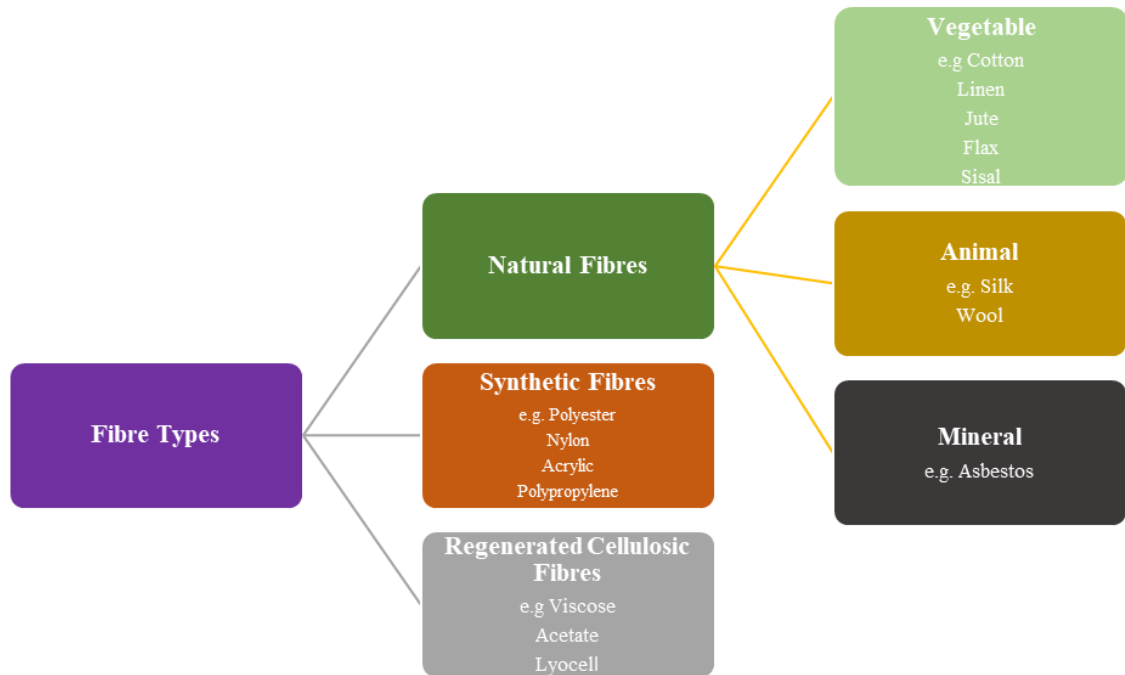 Fibre Types
Natural Fibres
Synthetic Fibres
e.g. Polyester
Nylon
Acrylic
Polypropylene
Regenerated Cellulosic
Fibres
e.g Viscose
Acetate
Lyocell
Vegetable
e.g Cotton
Linen
Jute
Flax
Sisal
Animal
e.g. Silk
Wool
Mineral
e.g. Asbestos